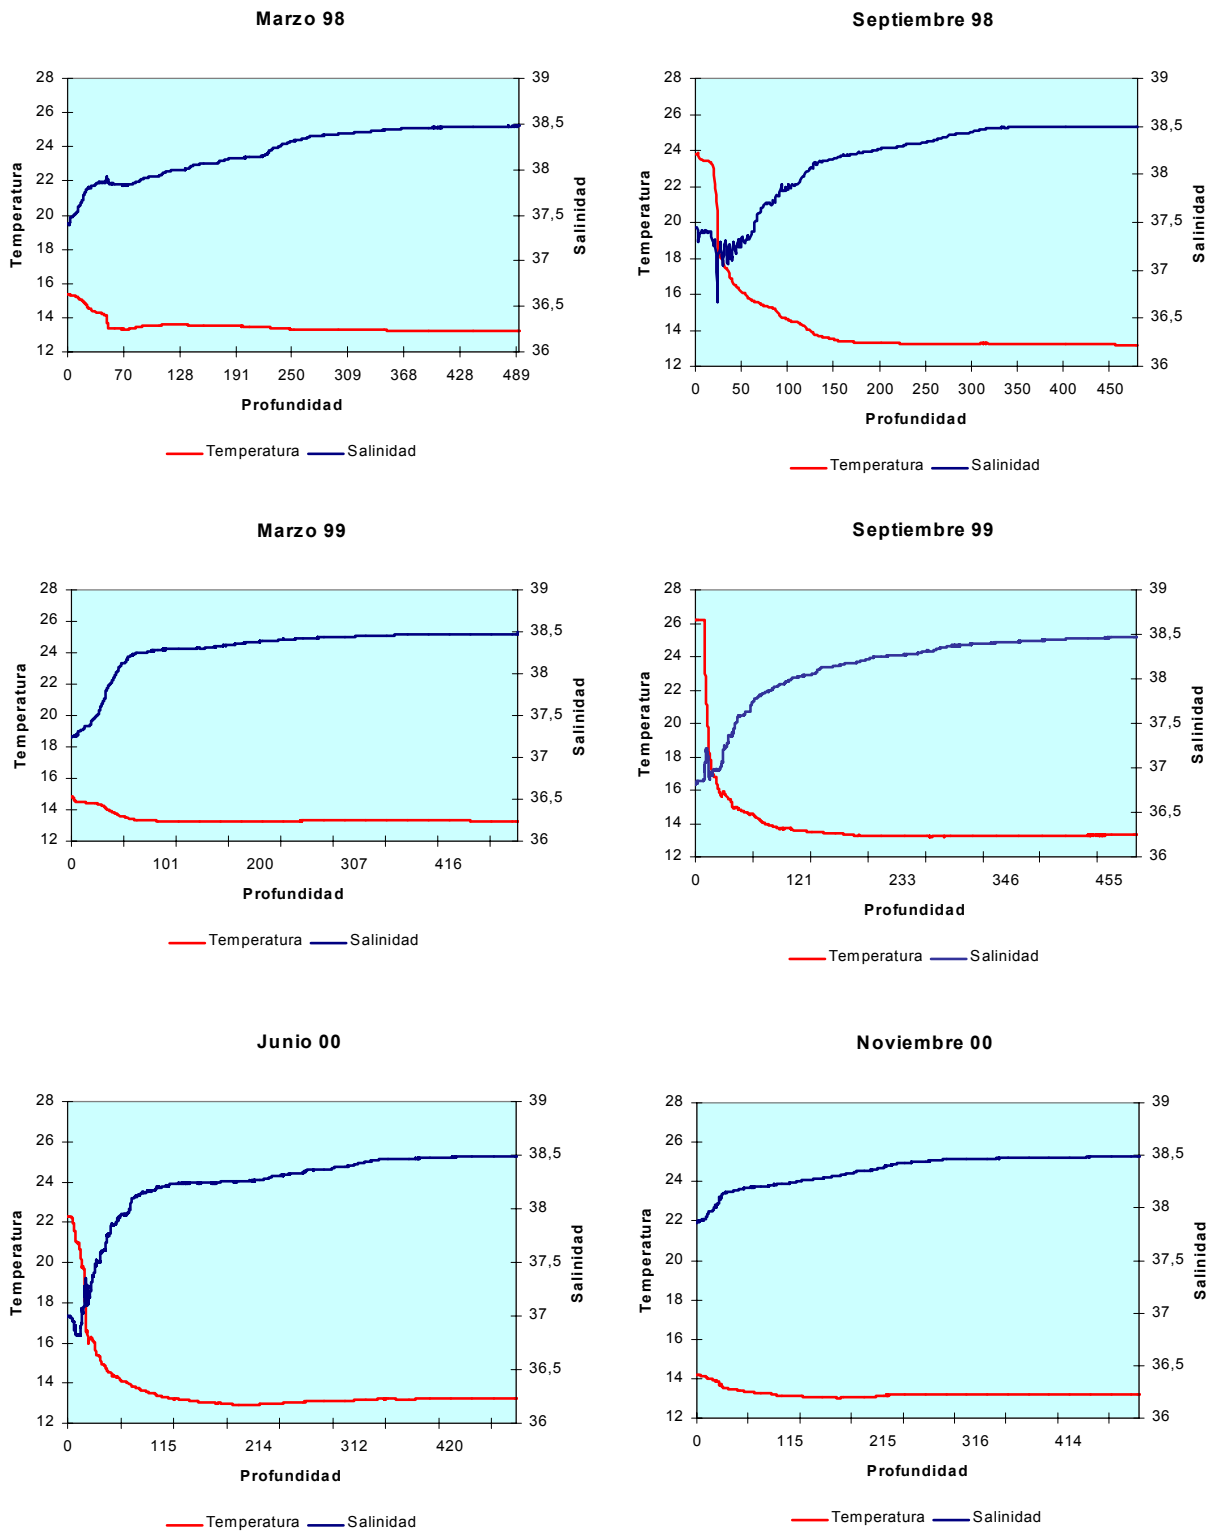 Marzo 98
28
26
24
22
20
18
16
14
12
39
38,5
38
37,5
37
36,5
36
Temperatura
Salinidad
0 70 128 191 250 309 368 428 489
Profundidad
Temperatura Salinidad
Septiembre 98
28
26
24
22
20
18
16
14
12
39
38,5
38
37,5
37
36,5
36
Temperatura
Salinidad
0 50 100 150 200 250 300 350 400 450
Profundidad
Temperatura Salinidad
Marzo 99
28
26
24
22
20
18
16
14
12
39
38,5
38
37,5
37
36,5
36
Temperatura
Salinidad
0 101 200 307 416
Profundidad
Temperatura Salinidad
Septiembre 99
28
26
24
22
20
18
16
14
12
39
38,5
38
37,5
37
36,5
36
Temperatura
Salinidad
0 121 233 346 455
Profundidad
Temperatura Salinidad
Junio 00
28
26
24
22
20
18
16
14
12
39
38,5
38
37,5
37
36,5
36
Temperatura
Salinidad
0 115 214 312 420
Profundidad
Temperatura Salinidad
Noviembre 00
28
26
24
22
20
18
16
14
12
39
38,5
38
37,5
37
36,5
36
Temperatura
Salinidad
0 115 215 316 414
Profundidad
Temperatura Salinidad